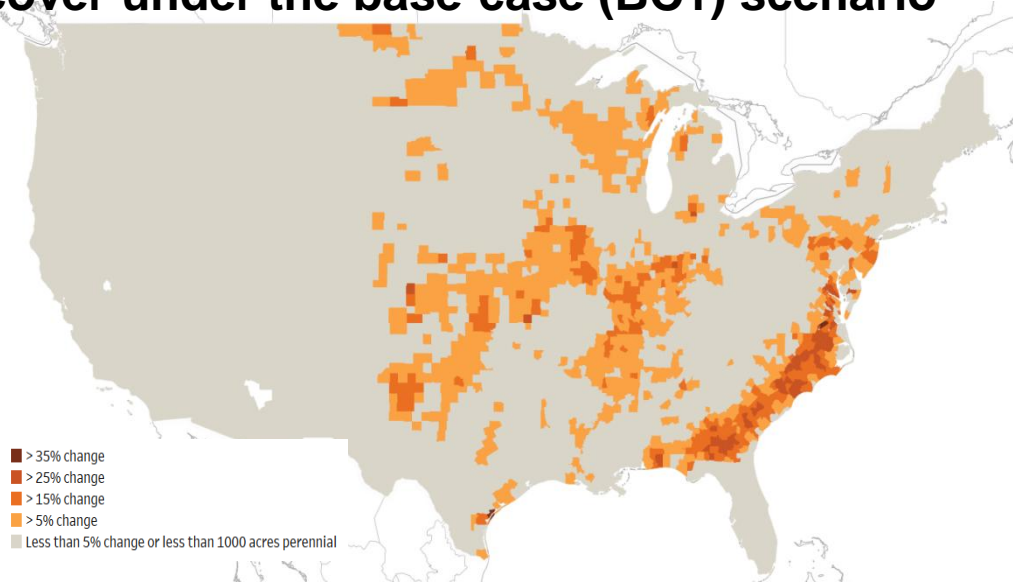 cover under the base-case (BC1) scenario
> 35% change
> 25% change
> 15% change
> 5% change
Less than 5% change or less than 1000 acres perennial